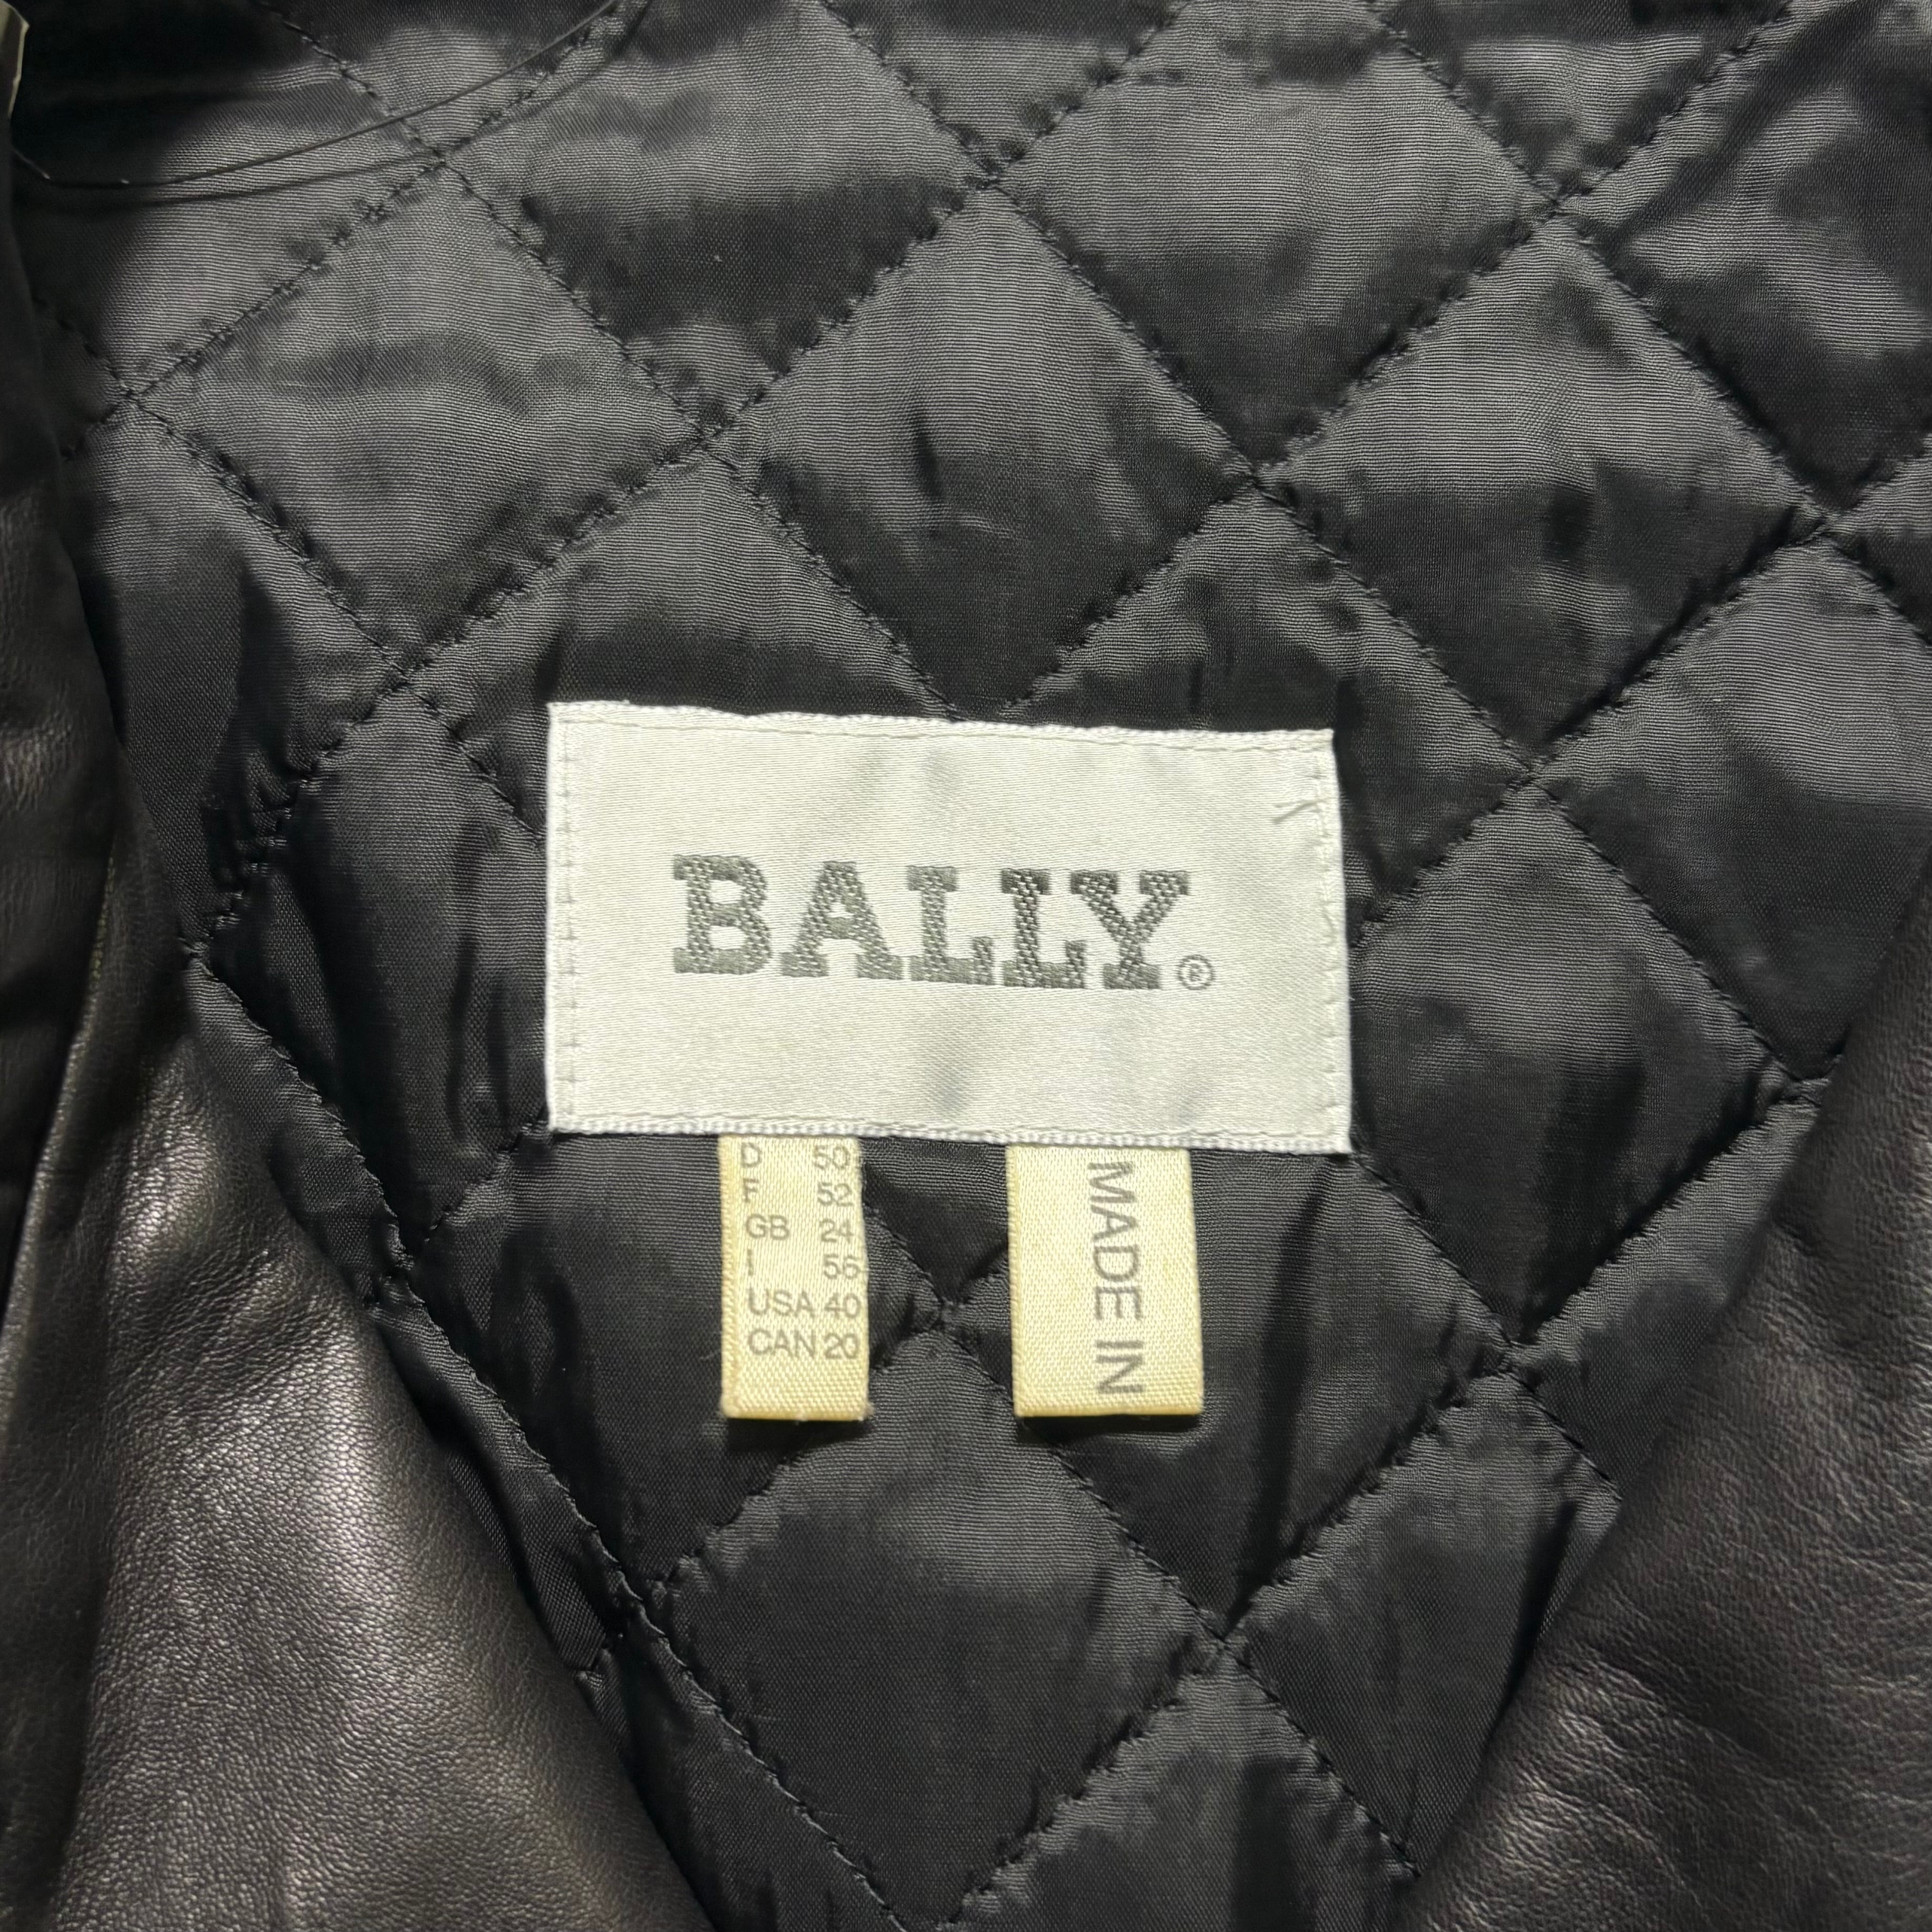 BALLY®
D 50
F 52
GB 24
I 56
USA 40
CAN 20
MADE IN